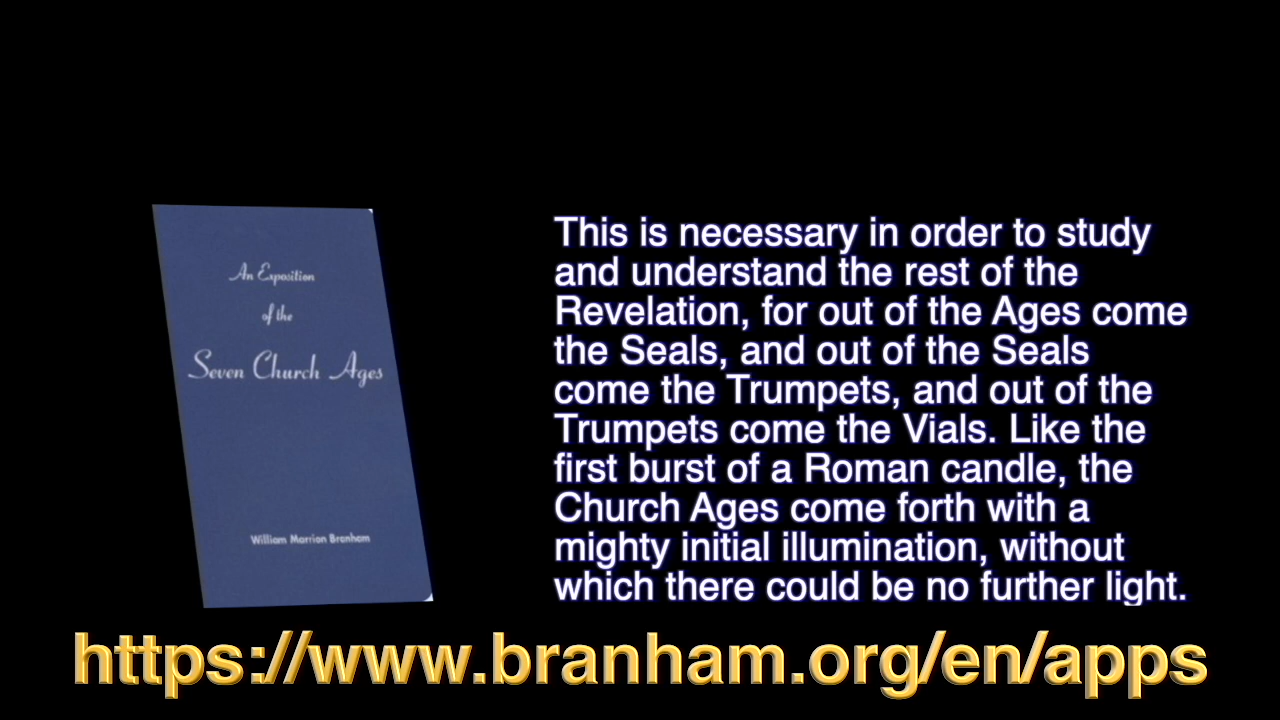 An Exposition
of the
Seven Church Ages
William Marrion Branham
This is necessary in order to study
and understand the rest of the
Revelation, for out of the Ages come
the Seals, and out of the Seals
come the Trumpets, and out of the
Trumpets come the Vials. Like the
first burst of a Roman candle, the
Church Ages come forth with a
mighty initial illumination, without
which there could be no further light.
https://www.branham.org/en/apps